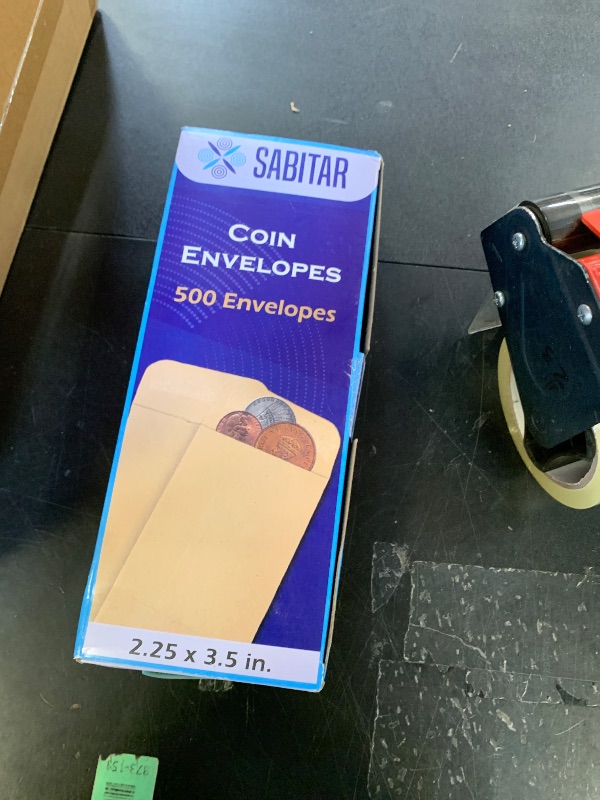 SABITAR
COIN
ENVELOPES
500 Envelopes
2.25 x 3.5 in.